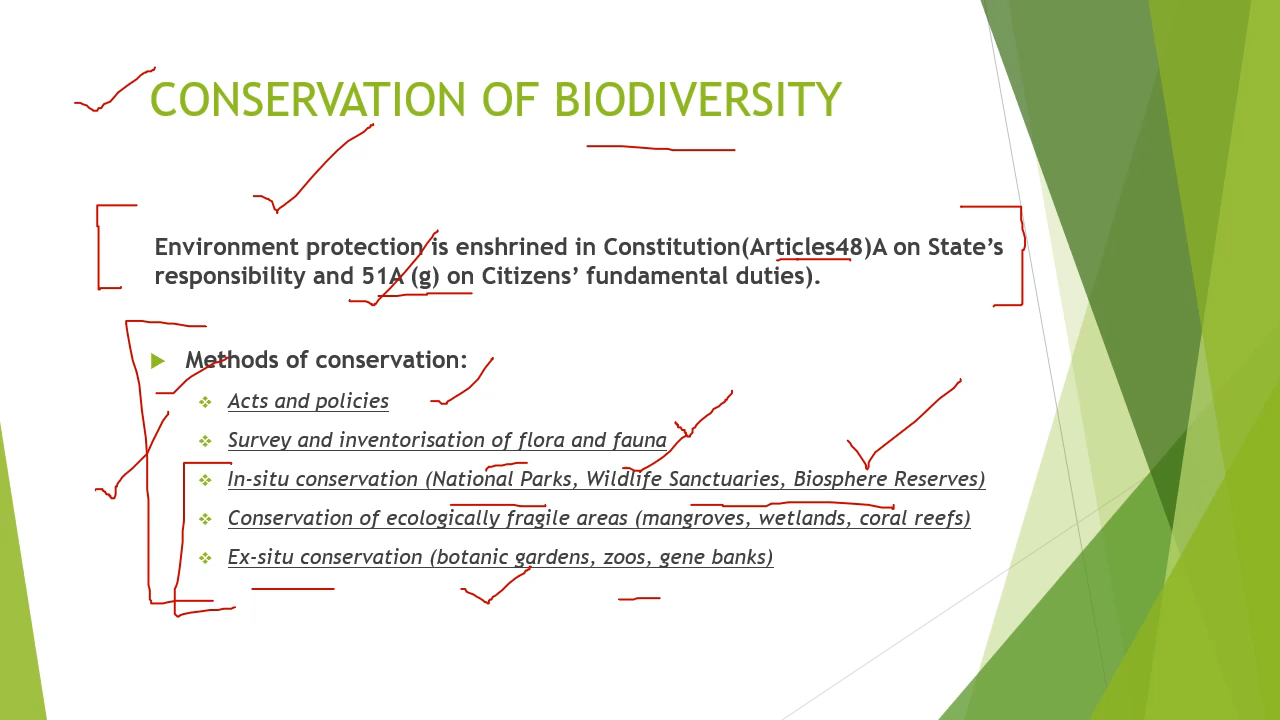 CONSERVATION OF BIODIVERSITY
Environment protection is enshrined in Constitution(Articles48)A on State’s
responsibility and 51A (g) on Citizens’ fundamental duties).
Methods of conservation:
Acts and policies
Survey and inventorisation of flora and fauna
In-situ conservation (National Parks, Wildlife Sanctuaries, Biosphere Reserves)
Conservation of ecologically fragile areas (mangroves, wetlands, coral reefs)
Ex-situ conservation (botanic gardens, zoos, gene banks)